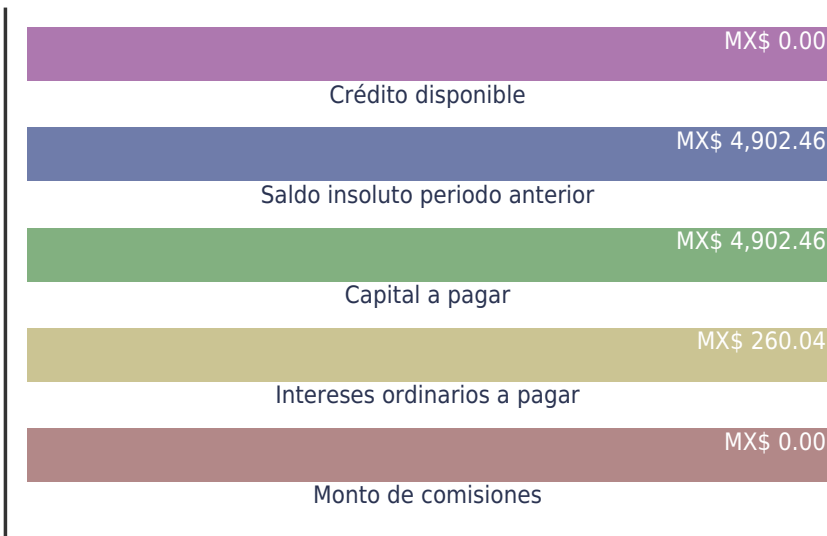 MX$ 0.00
Crédito disponible
MX$ 4,902.46
Saldo insoluto periodo anterior
MX$ 4,902.46
Capital a pagar
MX$ 260.04
Intereses ordinarios a pagar
MX$ 0.00
Monto de comisiones